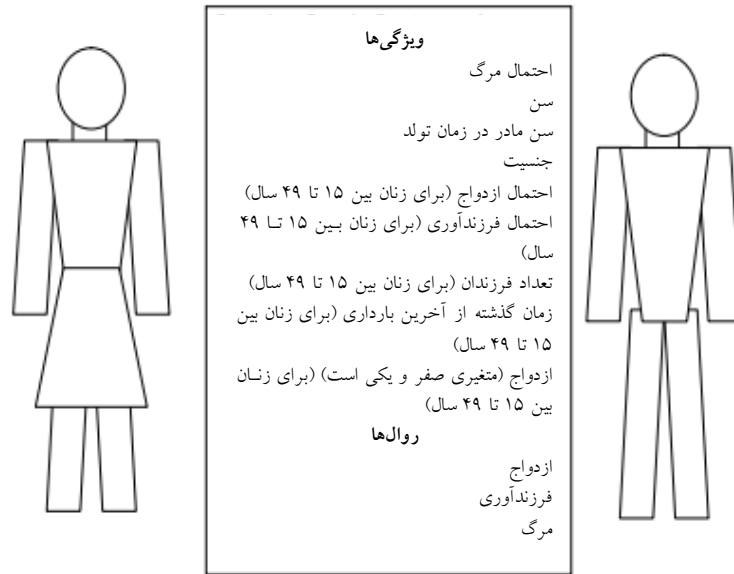 ویژگی‌ها
احتمال مرگ
سن
سن مادر در زمان تولد
جنسیت
احتمال ازدواج (برای زنان بین ۱۵ تا ۴۹ سال)
احتمال فرزندآوری (برای زنان بین ۱۵ تا ۴۹
سال)
تعداد فرزندان (برای زنان بین ۱۵ تا ۴۹ سال)
زمان گذشته از آخرین بارداری (برای زنان بین
۱۵ تا ۴۹ سال)
ازدواج (متغیری صفر و یکی است) (برای زنان
بین ۱۵ تا ۴۹ سال)
روال‌ها
ازدواج
فرزندآوری
مرگ